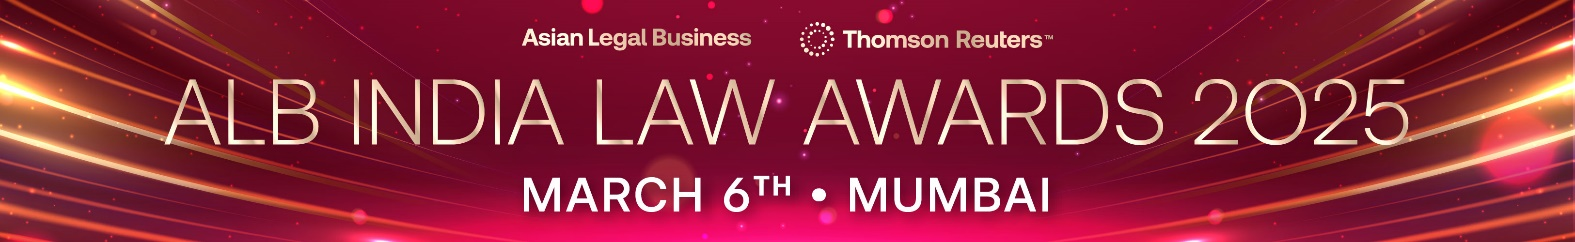 Asian Legal Business Thomson Reuters™
ALB INDIA LAW AWARDS 2025
MARCH 6TH • MUMBAI